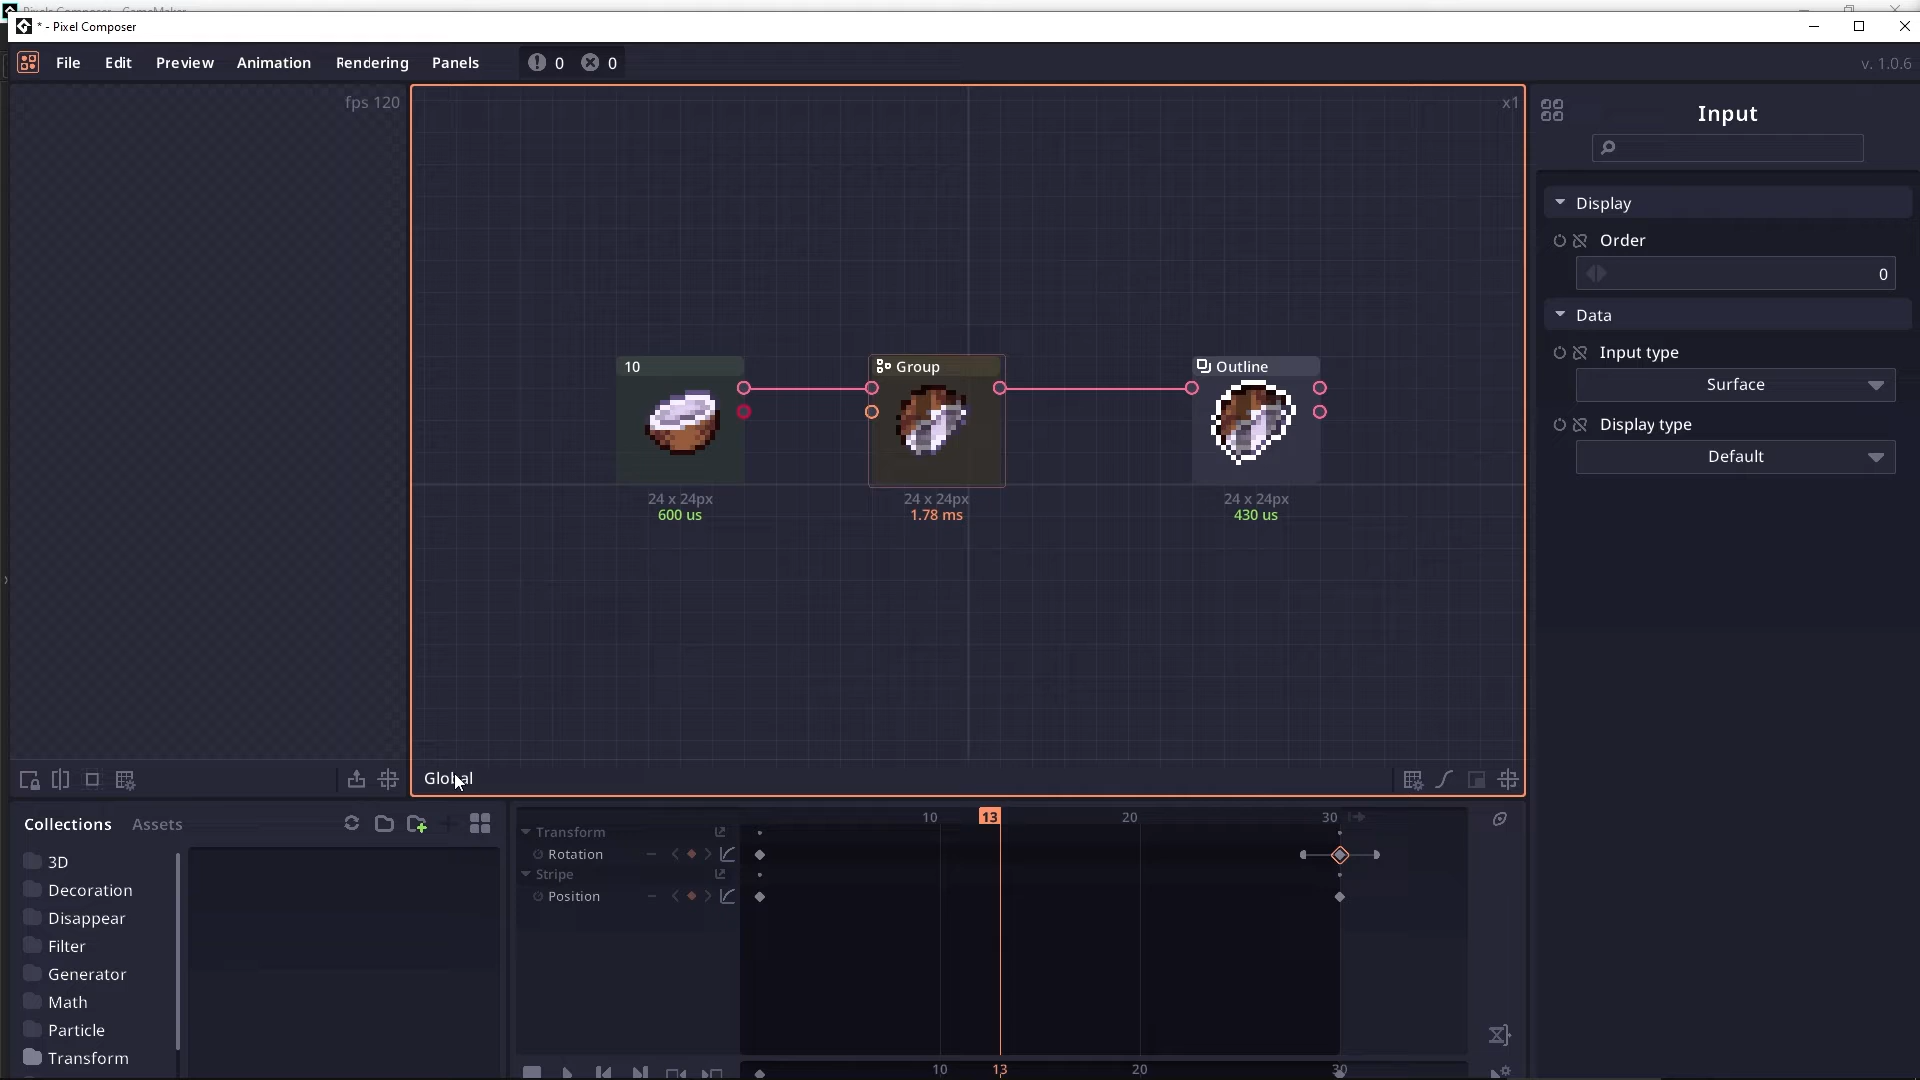 * - Pixel Composer
File Edit Preview Animation Rendering Panels 0 0
v. 1.0.6
fps 120
x1
Input
Display
Order
0
Data
Input type
Surface
Display type
Default
10
24 x 24px
600 us
Group
24 x 24px
1.78 ms
Outline
24 x 24px
430 us
Global
Collections Assets
3D
Decoration
Disappear
Filter
Generator
Math
Particle
Transform
10 13 20 30
Transform
Rotation
Stripe
Position
10 13 20 30